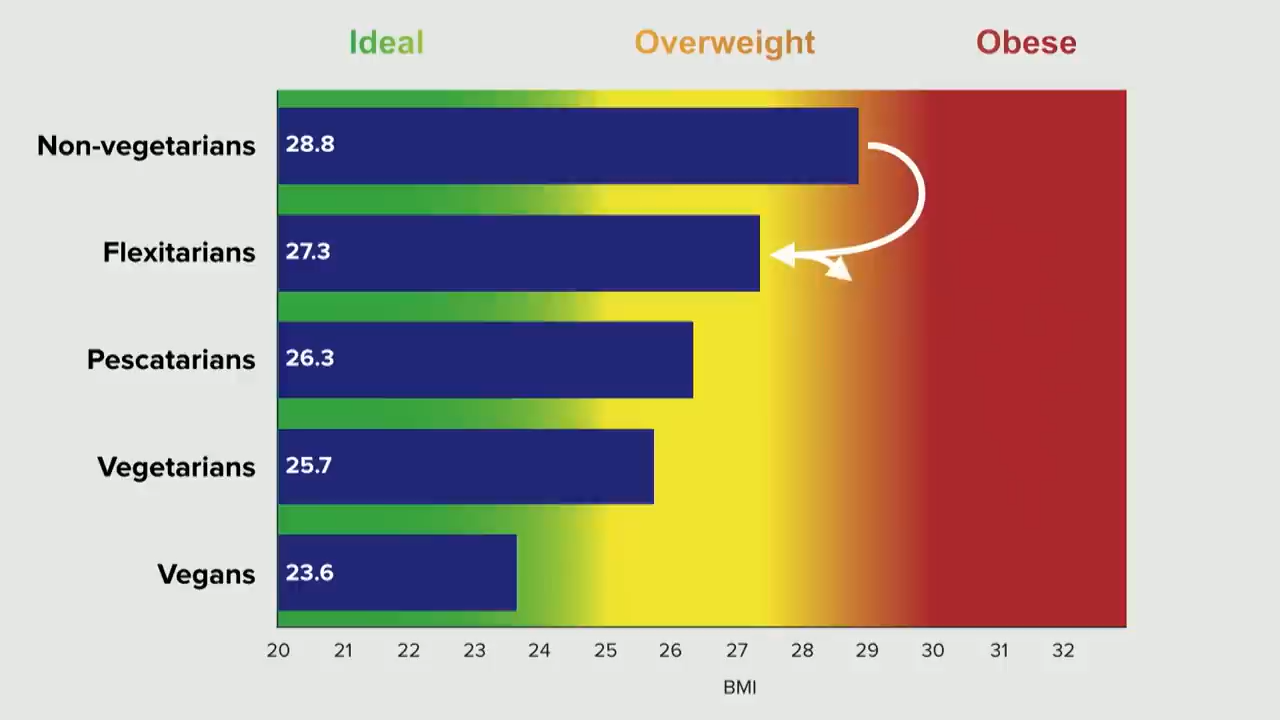 Ideal Overweight Obese
Non-vegetarians 28.8
Flexitarians 27.3
Pescatarians 26.3
Vegetarians 25.7
Vegans 23.6
20 21 22 23 24 25 26 27 28 29 30 31 32
BMI